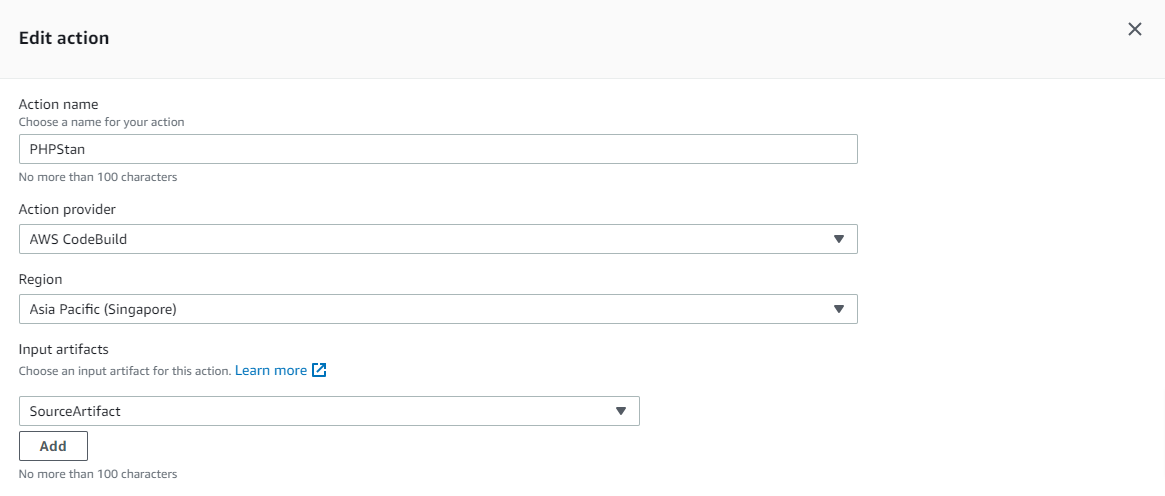 Edit action
Action name
Choose a name for your action
PHPStan
No more than 100 characters
Action provider
AWS CodeBuild
Region
Asia Pacific (Singapore)
Input artifacts
Choose an input artifact for this action. Learn more
SourceArtifact
Add
No more than 100 characters